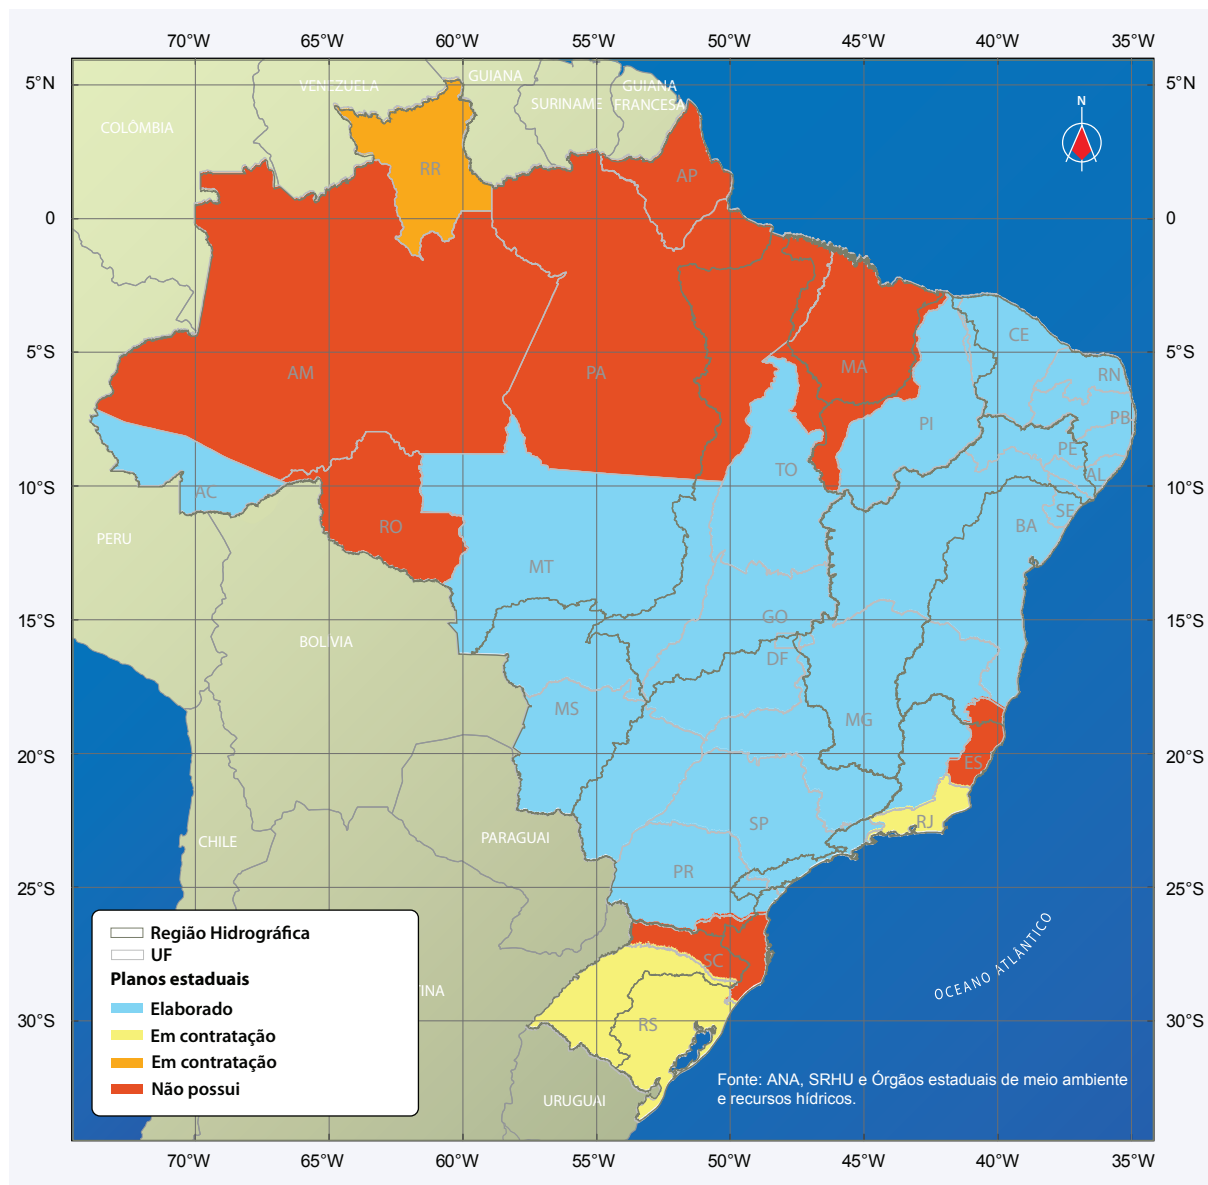 70°W 65°W 60°W 55°W 50°W 45°W 40°W 35°W
5°N 5°N
VENEZUELA
GUIANA
GUIANA
FRANCESA
SURINAME
COLÔMBIA
N
RR
AP
0 0
5°S 5°S
CE
AM
PA
MA
RN
PI
PB
PE
TO
AL
10°S 10°S
AC
SE
RO
BA
PERU
MT
15°S 15°S
GO
BOLIVIA
DF
MS
MG
20°S 20°S
ES
SP
RJ
CHILE
PARAGUAI
PR
25°S 25°S
SC
OCEANO ATLÂNTICO
TINA
30°S 30°S
RS
URUGUAI
Região Hidrográfica
UF
Planos estaduais
Elaborado
Em contratação
Em contratação
Não possui
Fonte: ANA, SRHU e Órgãos estaduais de meio ambiente
e recursos hídricos.
70°W 65°W 60°W 55°W 50°W 45°W 40°W 35°W